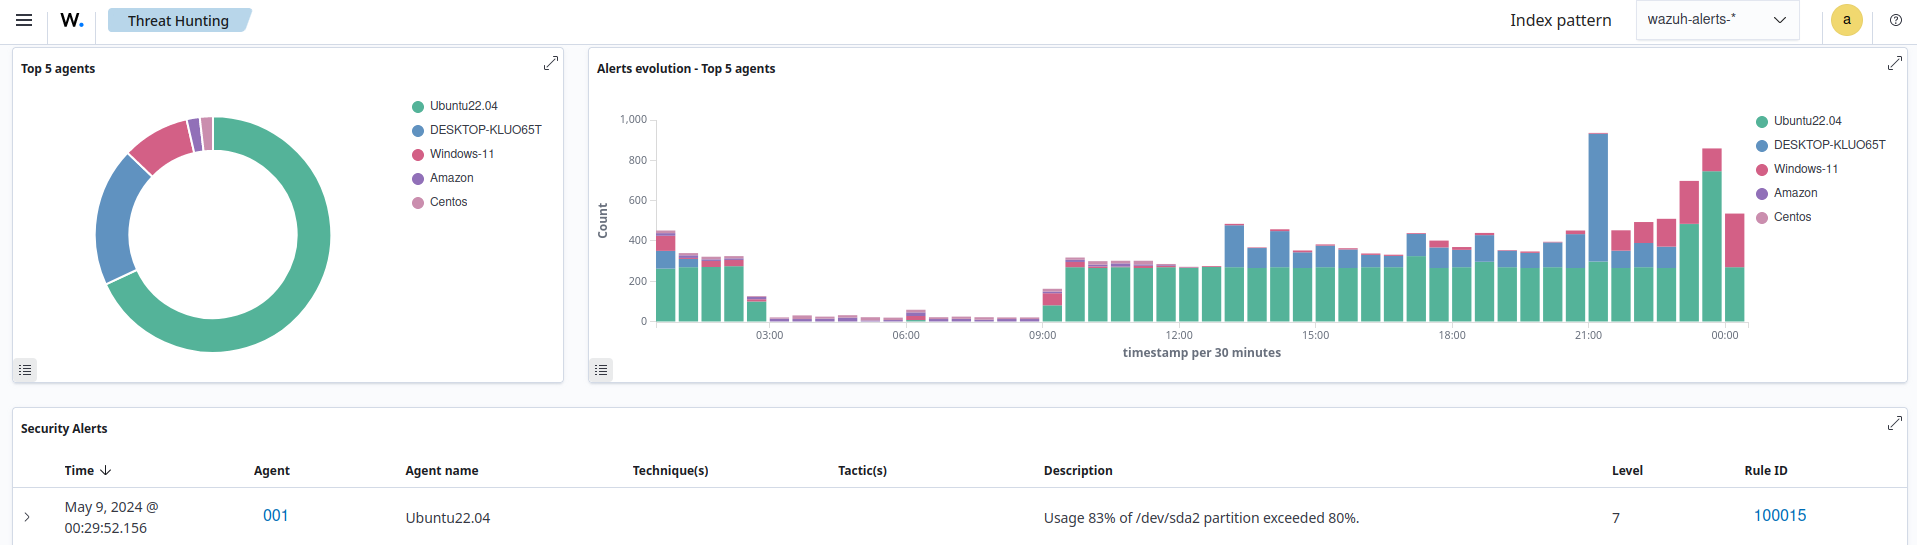 W.
Threat Hunting
Index pattern
wazuh-alerts-*
a
Top 5 agents
Ubuntu22.04
DESKTOP-KLUO65T
Windows-11
Amazon
Centos
Alerts evolution - Top 5 agents
Count
1,000
800
600
400
200
0
03:00
06:00
09:00
12:00
15:00
18:00
21:00
00:00
timestamp per 30 minutes
Ubuntu22.04
DESKTOP-KLUO65T
Windows-11
Amazon
Centos
Security Alerts
Time Agent Agent name Technique(s) Tactic(s) Description Level Rule ID
May 9, 2024 @
00:29:52.156
001 Ubuntu22.04 Usage 83% of /dev/sda2 partition exceeded 80%. 7 100015